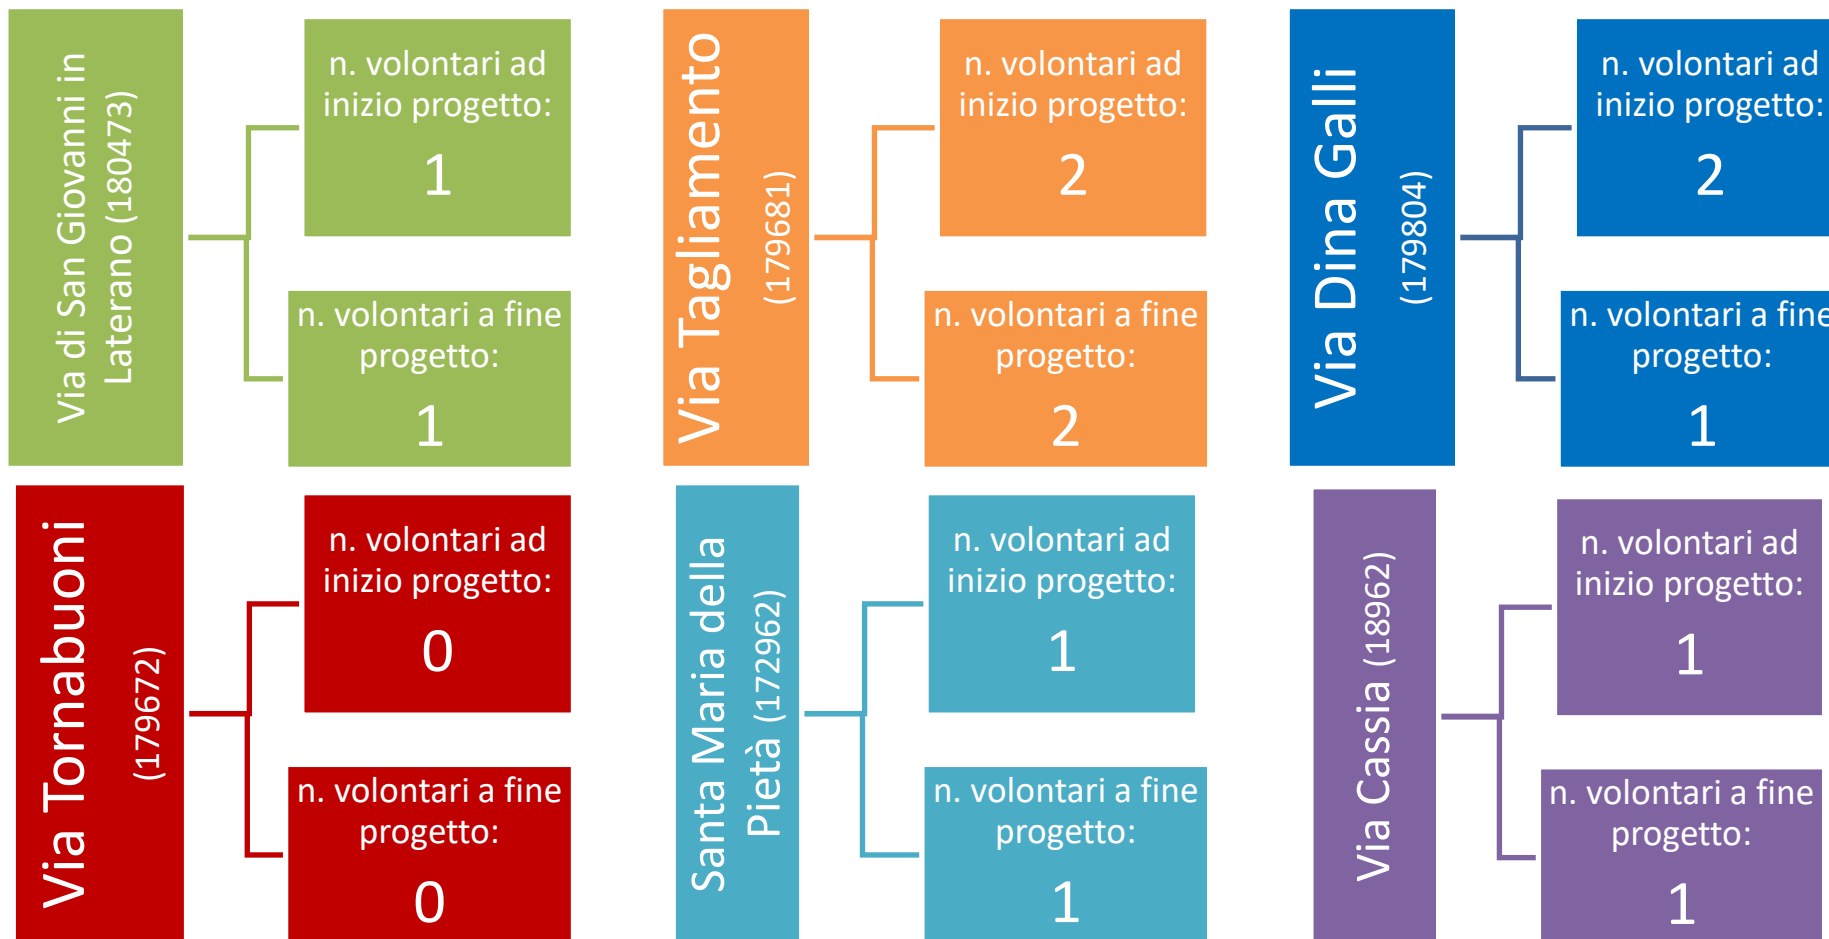 Via di San Giovanni in
Laterano (180473)
n. volontari ad
inizio progetto:
1
n. volontari a fine
progetto:
1
Via Tagliamento
(179681)
n. volontari ad
inizio progetto:
2
n. volontari a fine
progetto:
2
Via Dina Galli
(179804)
n. volontari ad
inizio progetto:
2
n. volontari a fine
progetto:
1
Via Tornabuoni
(179672)
n. volontari ad
inizio progetto:
0
n. volontari a fine
progetto:
0
Santa Maria della
Pietà (172962)
n. volontari ad
inizio progetto:
1
n. volontari a fine
progetto:
1
Via Cassia (18962)
n. volontari ad
inizio progetto:
1
n. volontari a fine
progetto:
1